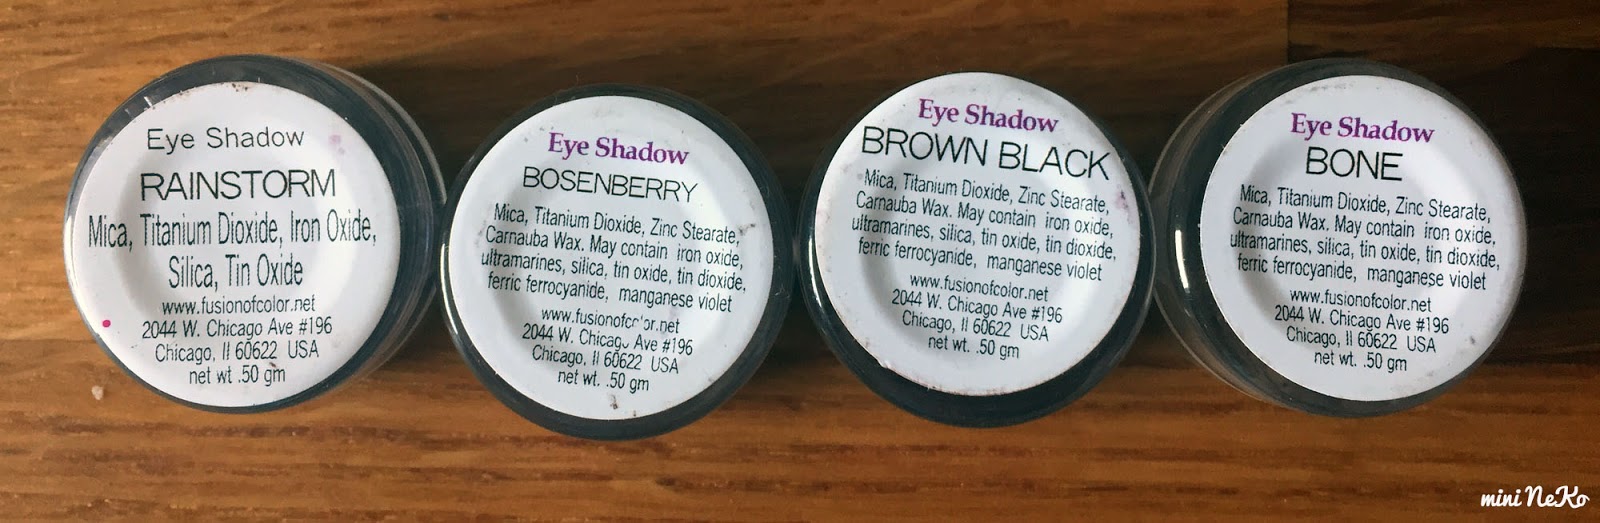 Eye Shadow
RAINSTORM
Mica, Titanium Dioxide, Iron Oxide,
Silica, Tin Oxide
www.fusionofcolor.net
2044 W. Chicago Ave #196
Chicago, Il 60622 USA
net wt .50 gm
Eye Shadow
BOSENBERRY
Mica, Titanium Dioxide, Zinc Stearate,
Carnauba Wax. May contain iron oxide,
ultramarines, silica, tin oxide, tin dioxide,
ferric ferrocyanide, manganese violet
www.fusionofcolor.net
2044 W. Chicago Ave #196
Chicago, Il 60622 USA
net wt. .50 gm
Eye Shadow
BROWN BLACK
Mica, Titanium Dioxide, Zinc Stearate,
Carnauba Wax. May contain iron oxide,
ultramarines, silica, tin oxide, tin dioxide,
ferric ferrocyanide, manganese violet
www.fusionofcolor.net
2044 W. Chicago Ave #196
Chicago, Il 60622 USA
net wt. .50 gm
Eye Shadow
BONE
Mica, Titanium Dioxide, Zinc Stearate,
Carnauba Wax. May contain iron oxide,
ultramarines, silica, tin oxide, tin dioxide,
ferric ferrocyanide, manganese violet
www.fusionofcolor.net
2044 W. Chicago Ave #196
Chicago, Il 60622 USA
net wt. .50 gm
mini NeKo